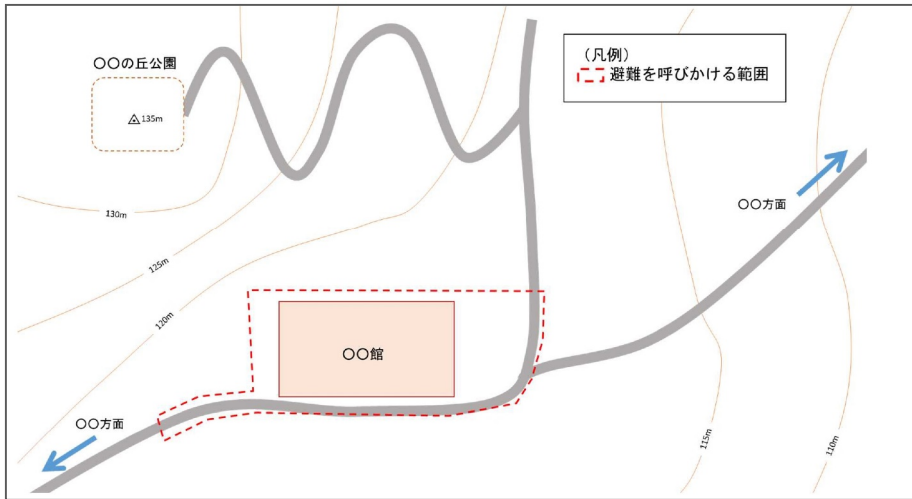 〇〇の丘公園
135m
(凡例)
避難を呼びかける範囲
〇〇方面
130m
125m
120m
〇〇館
〇〇方面
115m
110m